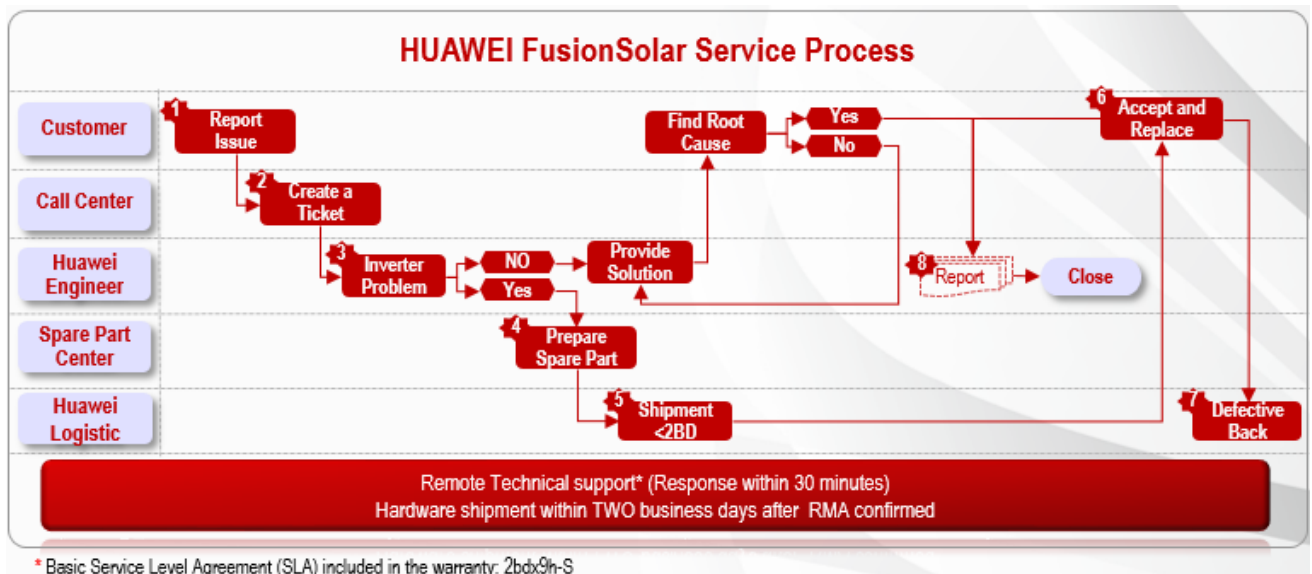 HUAWEI FusionSolar Service Process
Customer
1
Report
Issue
Find Root
Cause
Yes
No
6
Accept and
Replace
Call Center
2
Create a
Ticket
Huawei
Engineer
3
Inverter
Problem
NO
Yes
Provide
Solution
8
Report
Close
Spare Part
Center
4
Prepare
Spare Part
Huawei
Logistic
5
Shipment
<2BD
7
Defective
Back
Remote Technical support* (Response within 30 minutes)
Hardware shipment within TWO business days after RMA confirmed
* Basic Service Level Agreement (SLA) included in the warranty: 2bdx9h-S